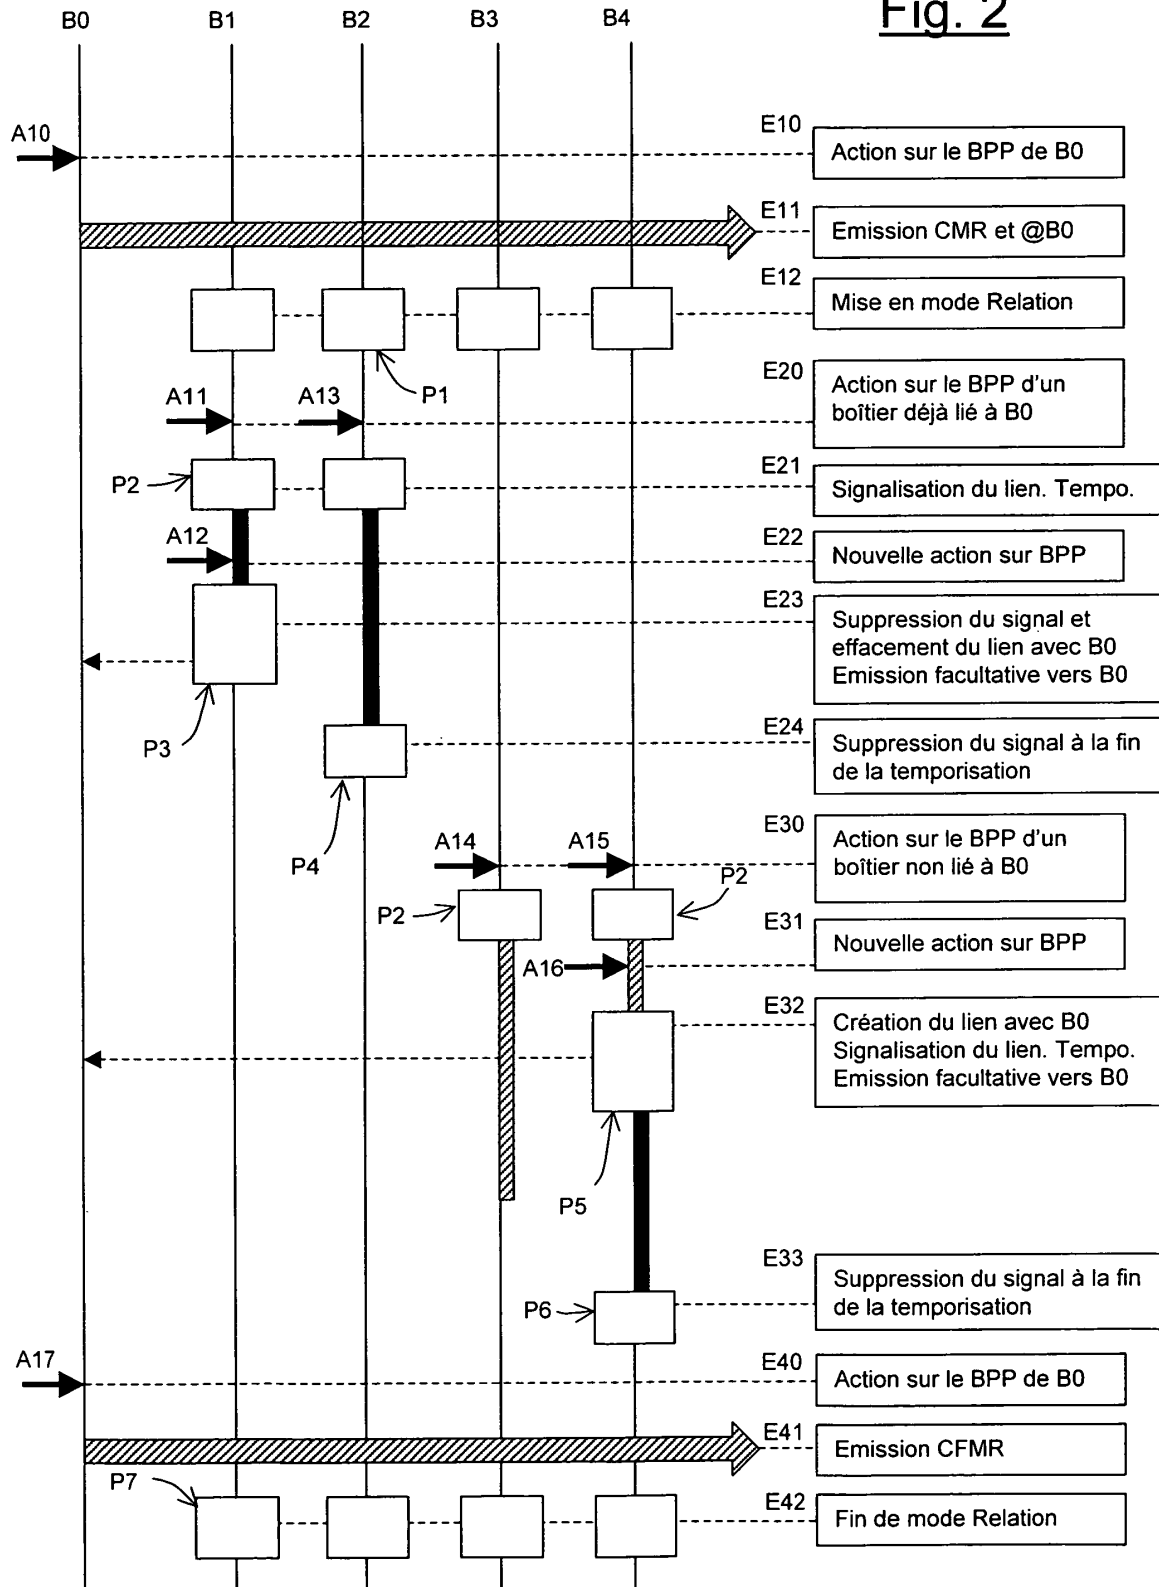 Fig. 2
B0 B1 B2 B3 B4
A10
E10
Action sur le BPP de B0
E11
Emission CMR et @B0
E12
Mise en mode Relation
P1
E20
Action sur le BPP d'un
boîtier déjà lié à B0
A11 A13
P2
E21
Signalisation du lien. Tempo.
A12
E22
Nouvelle action sur BPP
E23
Suppression du signal et
effacement du lien avec B0
Emission facultative vers B0
P3
E24
Suppression du signal à la fin
de la temporisation
P4
A14 A15
E30
Action sur le BPP d'un
boîtier non lié à B0
P2 P2
E31
Nouvelle action sur BPP
A16
E32
Création du lien avec B0
Signalisation du lien. Tempo.
Emission facultative vers B0
P5
E33
Suppression du signal à la fin
de la temporisation
P6
A17
E40
Action sur le BPP de B0
E41
Emission CFMR
P7
E42
Fin de mode Relation